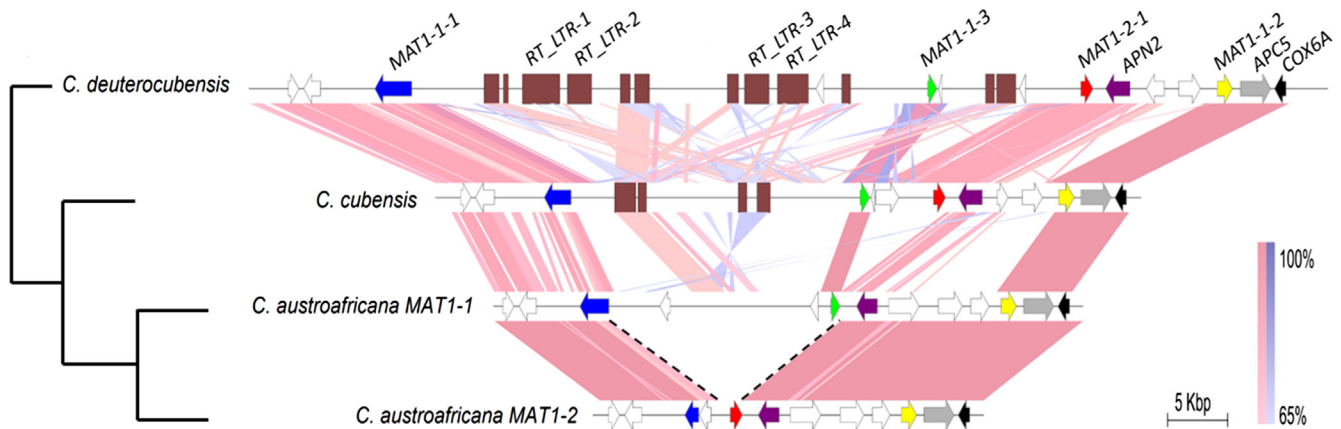 MAT1-1-1
RT_LTR-1
RT_LTR-2
RT_LTR-3
RT_LTR-4
MAT1-1-3
MAT1-2-1
APN2
MAT1-1-2
APC5
COX6A
C. deuterocubensis
C. cubensis
C. austroafricana MAT1-1
C. austroafricana MAT1-2
100%
65%
5 Kbp